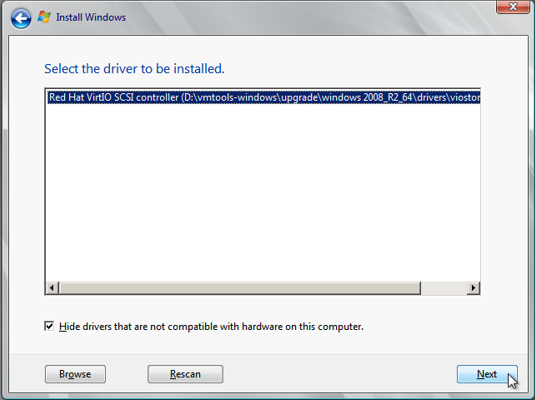 Install Windows
Select the driver to be installed.
Red Hat VirtIO SCSI controller (D:\vmtools-windows\upgrade\windows 2008_R2_64\drivers\viostor
Hide drivers that are not compatible with hardware on this computer.
Browse Rescan Next